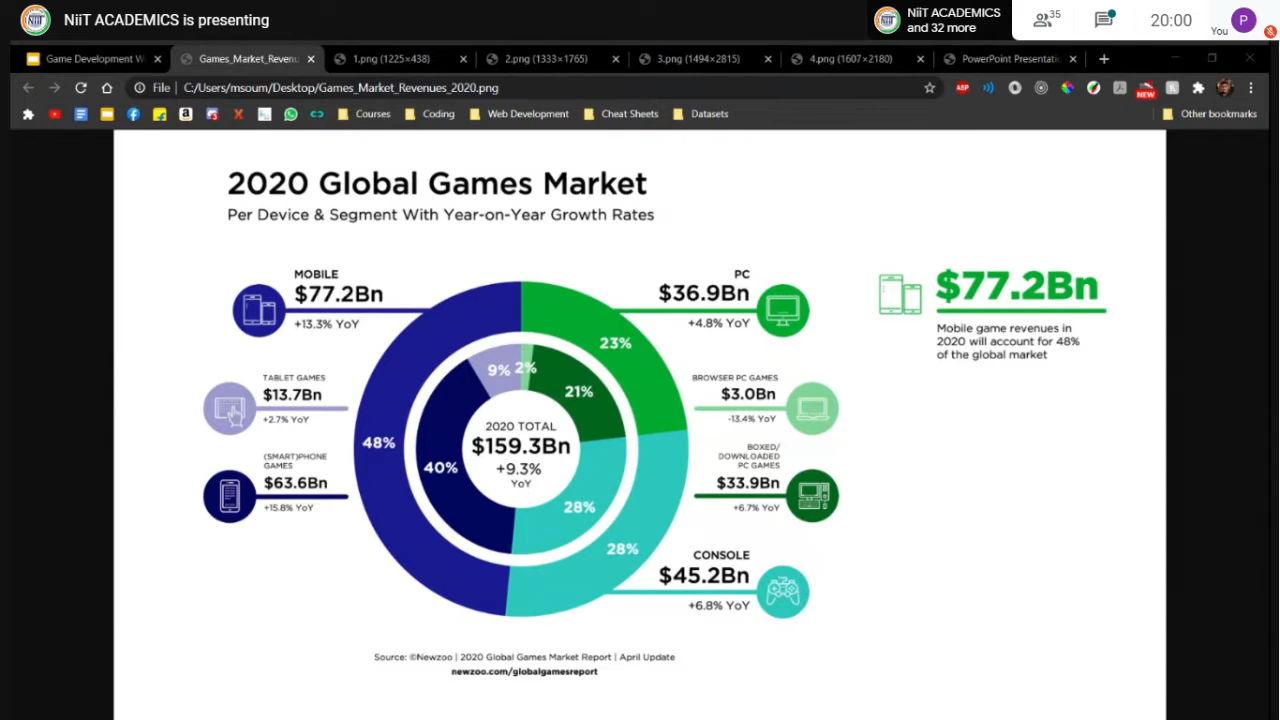 NiiT ACADEMICS is presenting
NiiT ACADEMICS
and 32 more
35
20:00
You
P
Game Development W
Games_Market_Revenu
1.png (1225×438)
2.png (1333×1765)
3.png (1494×2815)
4.png (1607×2180)
PowerPoint Presentatic
File
C:/Users/msoum/Desktop/Games_Market_Revenues_2020.png
ABP
NEW
Courses
Coding
Web Development
Cheat Sheets
Datasets
Other bookmarks
2020 Global Games Market
Per Device & Segment With Year-on-Year Growth Rates
MOBILE
$77.2Bn
+13.3% YoY
TABLET GAMES
$13.7Bn
+2.7% YoY
(SMART)PHONE
GAMES
$63.6Bn
+15.8% YoY
23%
9%
2%
21%
48%
40%
28%
28%
2020 TOTAL
$159.3Bn
+9.3%
YoY
PC
$36.9Bn
+4.8% YoY
BROWSER PC GAMES
$3.0Bn
-13.4% YoY
BOXED/
DOWNLOADED
PC GAMES
$33.9Bn
+6.7% YoY
CONSOLE
$45.2Bn
+6.8% YoY
$77.2Bn
Mobile game revenues in
2020 will account for 48%
of the global market
Source: ©Newzoo | 2020 Global Games Market Report | April Update
newzoo.com/globalgamesreport